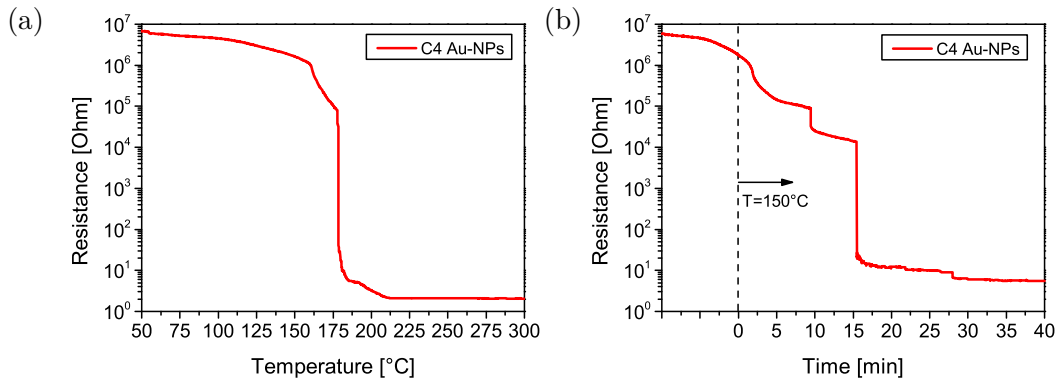 (a)
10⁷
10⁶
10⁵
10⁴
10³
10²
10¹
10⁰
Resistance [Ohm]
C4 Au-NPs
50 75 100 125 150 175 200 225 250 275 300
Temperature [°C]
(b)
10⁷
10⁶
10⁵
10⁴
10³
10²
10¹
10⁰
Resistance [Ohm]
C4 Au-NPs
T=150°C
0 5 10 15 20 25 30 35 40
Time [min]